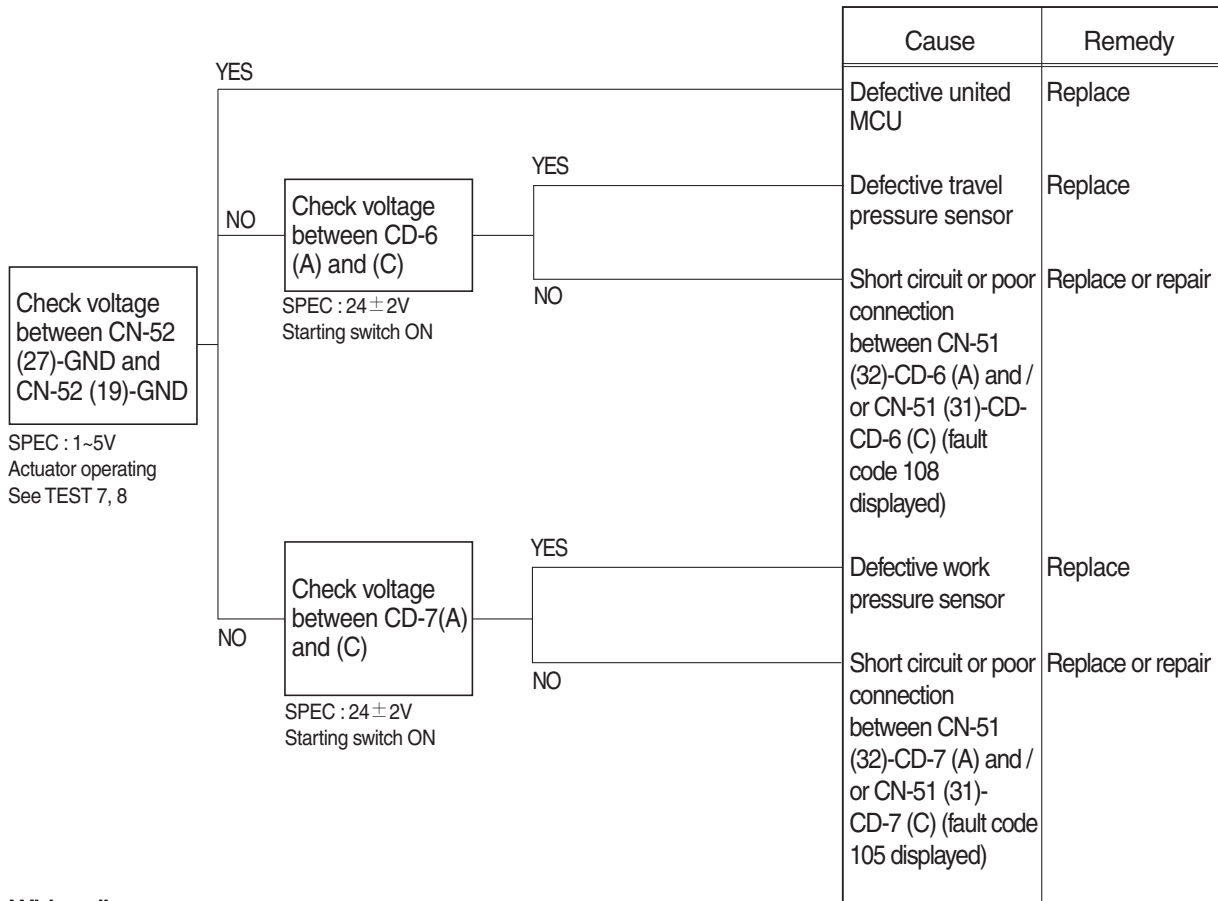 Cause
Remedy
YES
Defective united
MCU
Replace
YES
Defective travel
pressure sensor
Replace
NO
Check voltage
between CD-6
(A) and (C)
SPEC : 24±2V
Starting switch ON
NO
Short circuit or poor
connection
between CN-51
(32)-CD-6 (A) and /
or CN-51 (31)-CD-
CD-6 (C) (fault
code 108
displayed)
Replace or repair
Check voltage
between CN-52
(27)-GND and
CN-52 (19)-GND
SPEC : 1~5V
Actuator operating
See TEST 7, 8
YES
Defective work
pressure sensor
Replace
NO
Check voltage
between CD-7(A)
and (C)
SPEC : 24±2V
Starting switch ON
NO
Short circuit or poor
connection
between CN-51
(32)-CD-7 (A) and /
or CN-51 (31)-
CD-7 (C) (fault code
105 displayed)
Replace or repair